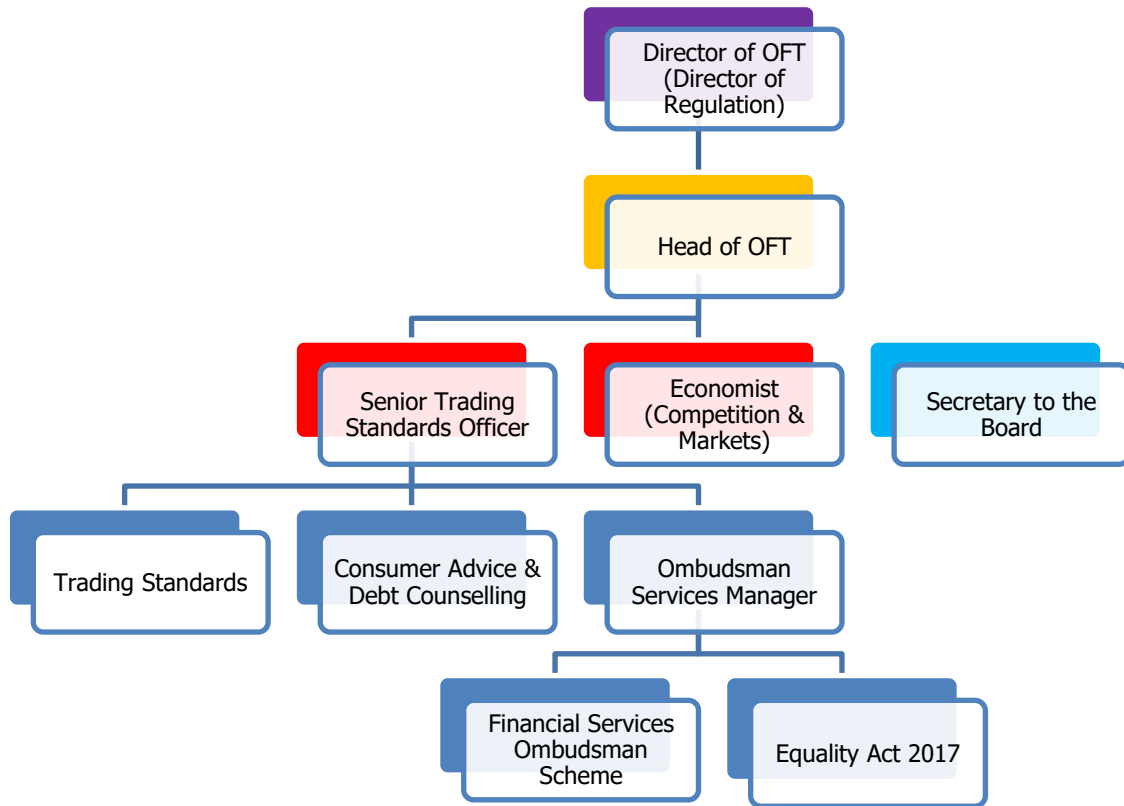 Director of OFT
(Director of
Regulation)
Head of OFT
Senior Trading
Standards Officer
Economist
(Competition &
Markets)
Secretary to the
Board
Trading Standards
Consumer Advice &
Debt Counselling
Ombudsman
Services Manager
Financial Services
Ombudsman
Scheme
Equality Act 2017